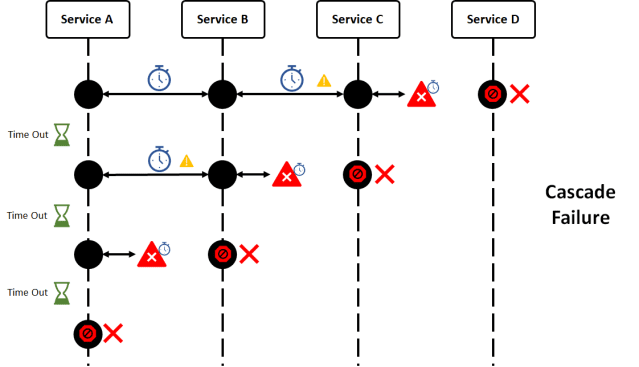 Service A
Service B
Service C
Service D
Time Out
Time Out
Cascade
Failure
Time Out